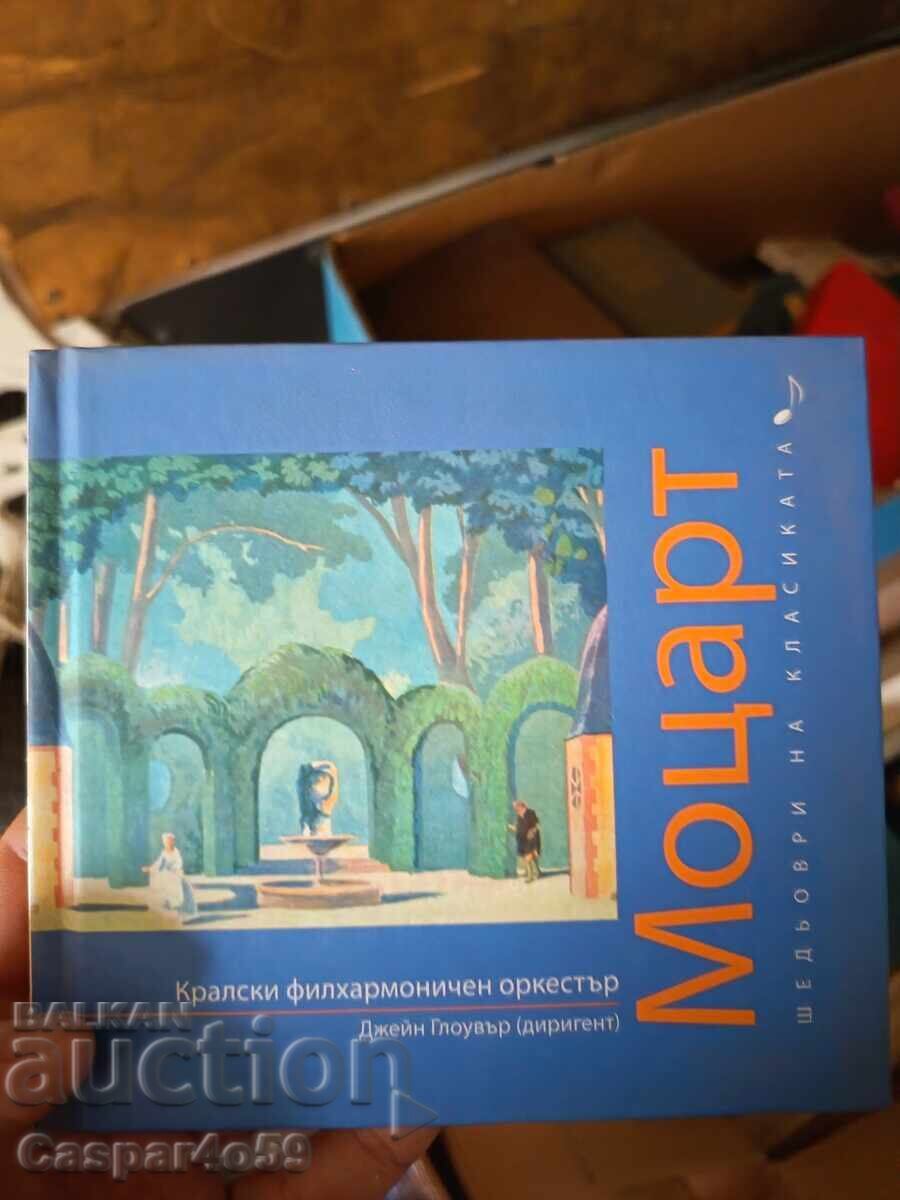 Моцарт
ШЕДЬОВРИ НА КЛАСИКАТА
Кралски филхармоничен оркестър
Джейн Глоувър (диригент)
BALKAN
auction
Caspar4o59